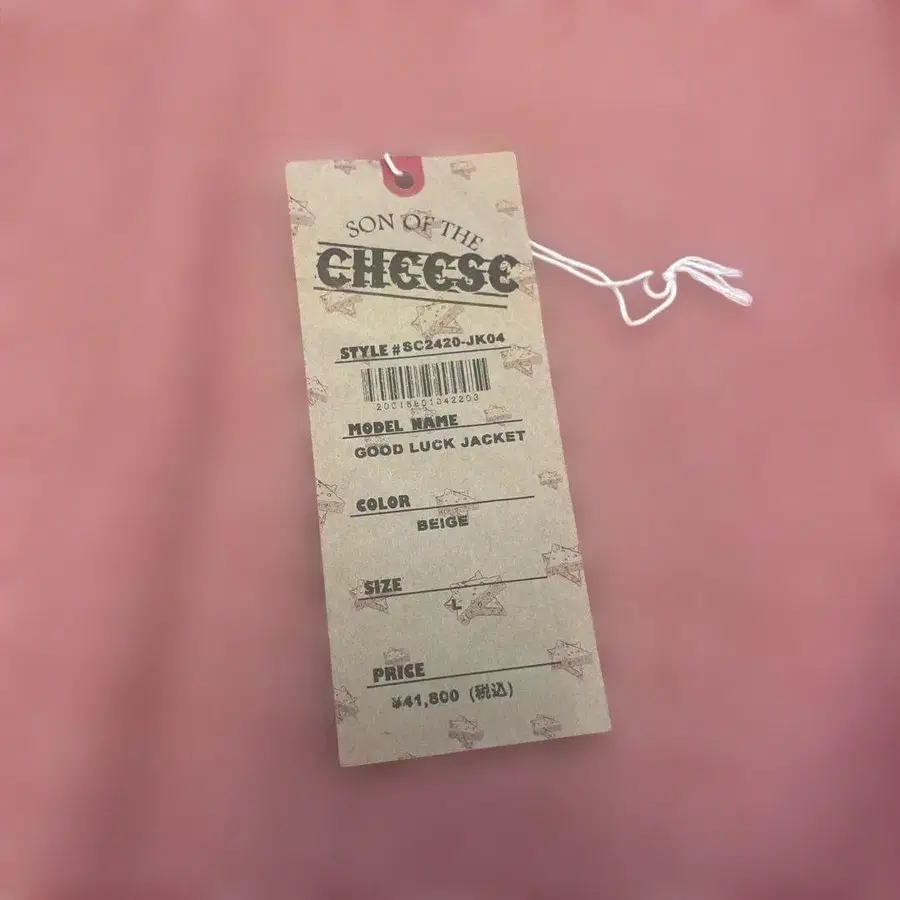 SON OF THE
CHEESE
STYLE #SC2420-JK04
MODEL NAME
GOOD LUCK JACKET
COLOR
BEIGE
SIZE
L
PRICE
¥41,800 (税込)